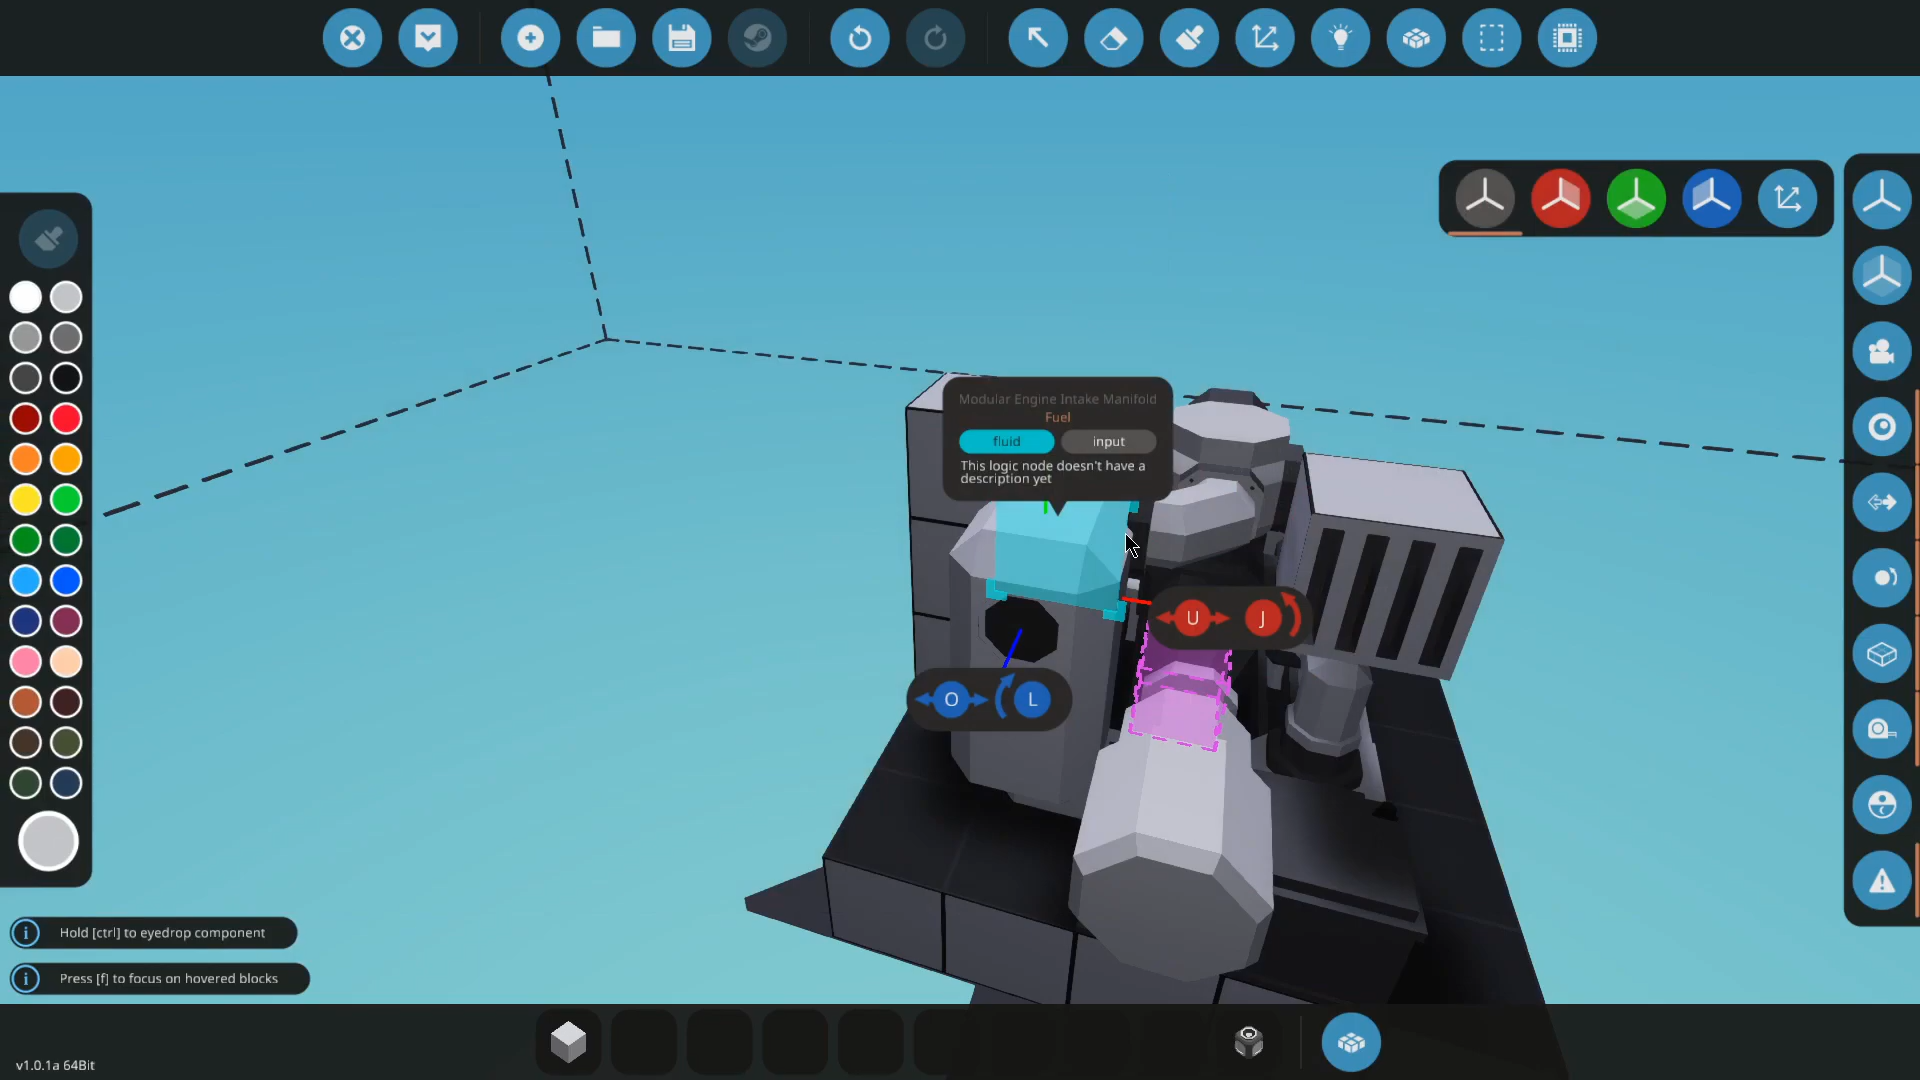 Modular Engine Intake Manifold
Fuel
fluid input
This logic node doesn't have a
description yet
U J
O L
Hold [ctrl] to eyedrop component
Press [f] to focus on hovered blocks
v1.0.1a 64Bit